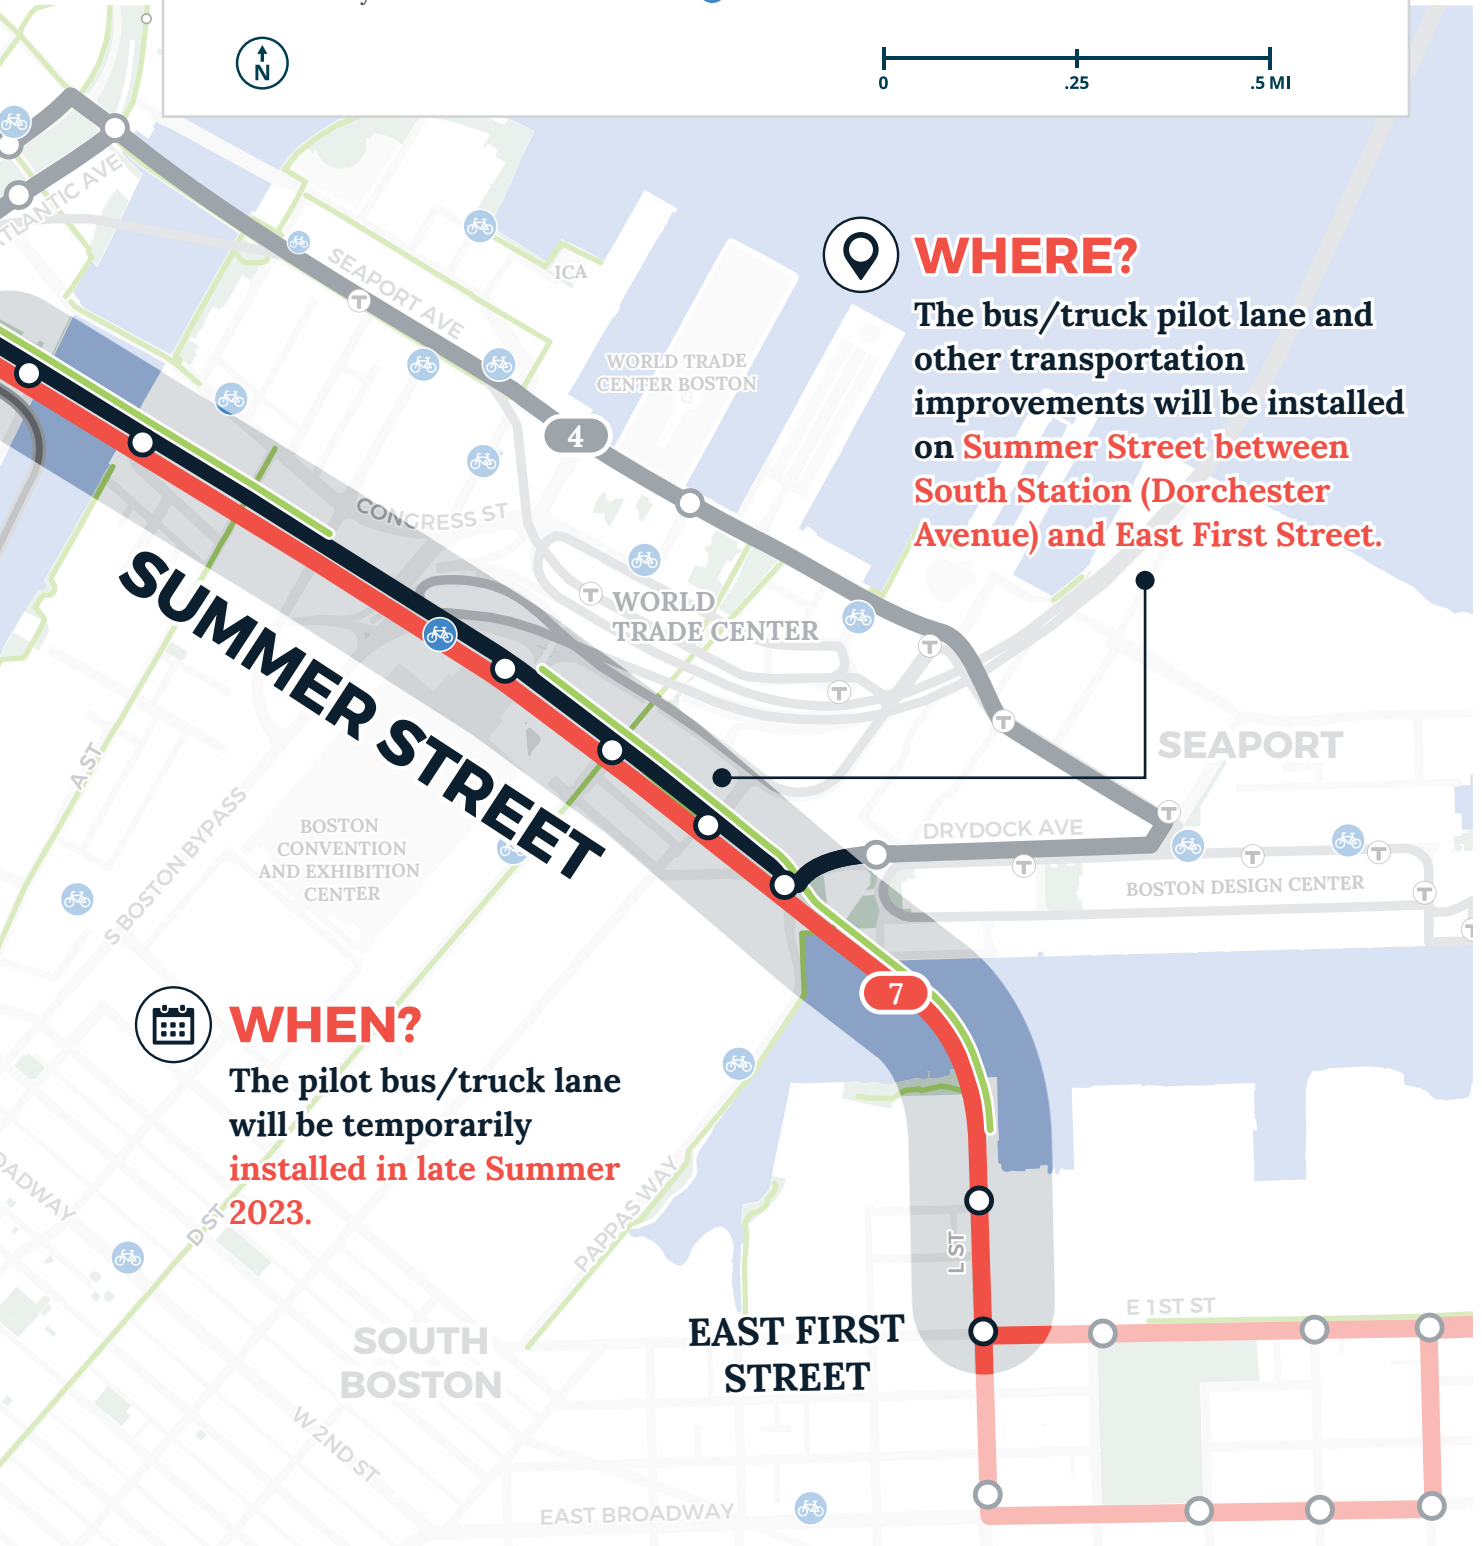 N
0 .25 .5 MI
ATLANTIC AVE
SEAPORT AVE
ICA
WORLD TRADE
CENTER BOSTON
4
CONGRESS ST
WHERE?
The bus/truck pilot lane and
other transportation
improvements will be installed
on Summer Street between
South Station (Dorchester
Avenue) and East First Street.
T
T
WORLD
TRADE CENTER
T
T
T
SUMMER STREET
A ST
S BOSTON BYPASS
BOSTON
CONVENTION
AND EXHIBITION
CENTER
SEAPORT
T
DRYDOCK AVE
T
T
T
T
T
BOSTON DESIGN CENTER
7
WHEN?
The pilot bus/truck lane
will be temporarily
installed in late Summer
2023.
OADWAY
D ST
PAPPAS WAY
L ST
E 1ST ST
EAST FIRST
STREET
SOUTH
BOSTON
W 2ND ST
EAST BROADWAY